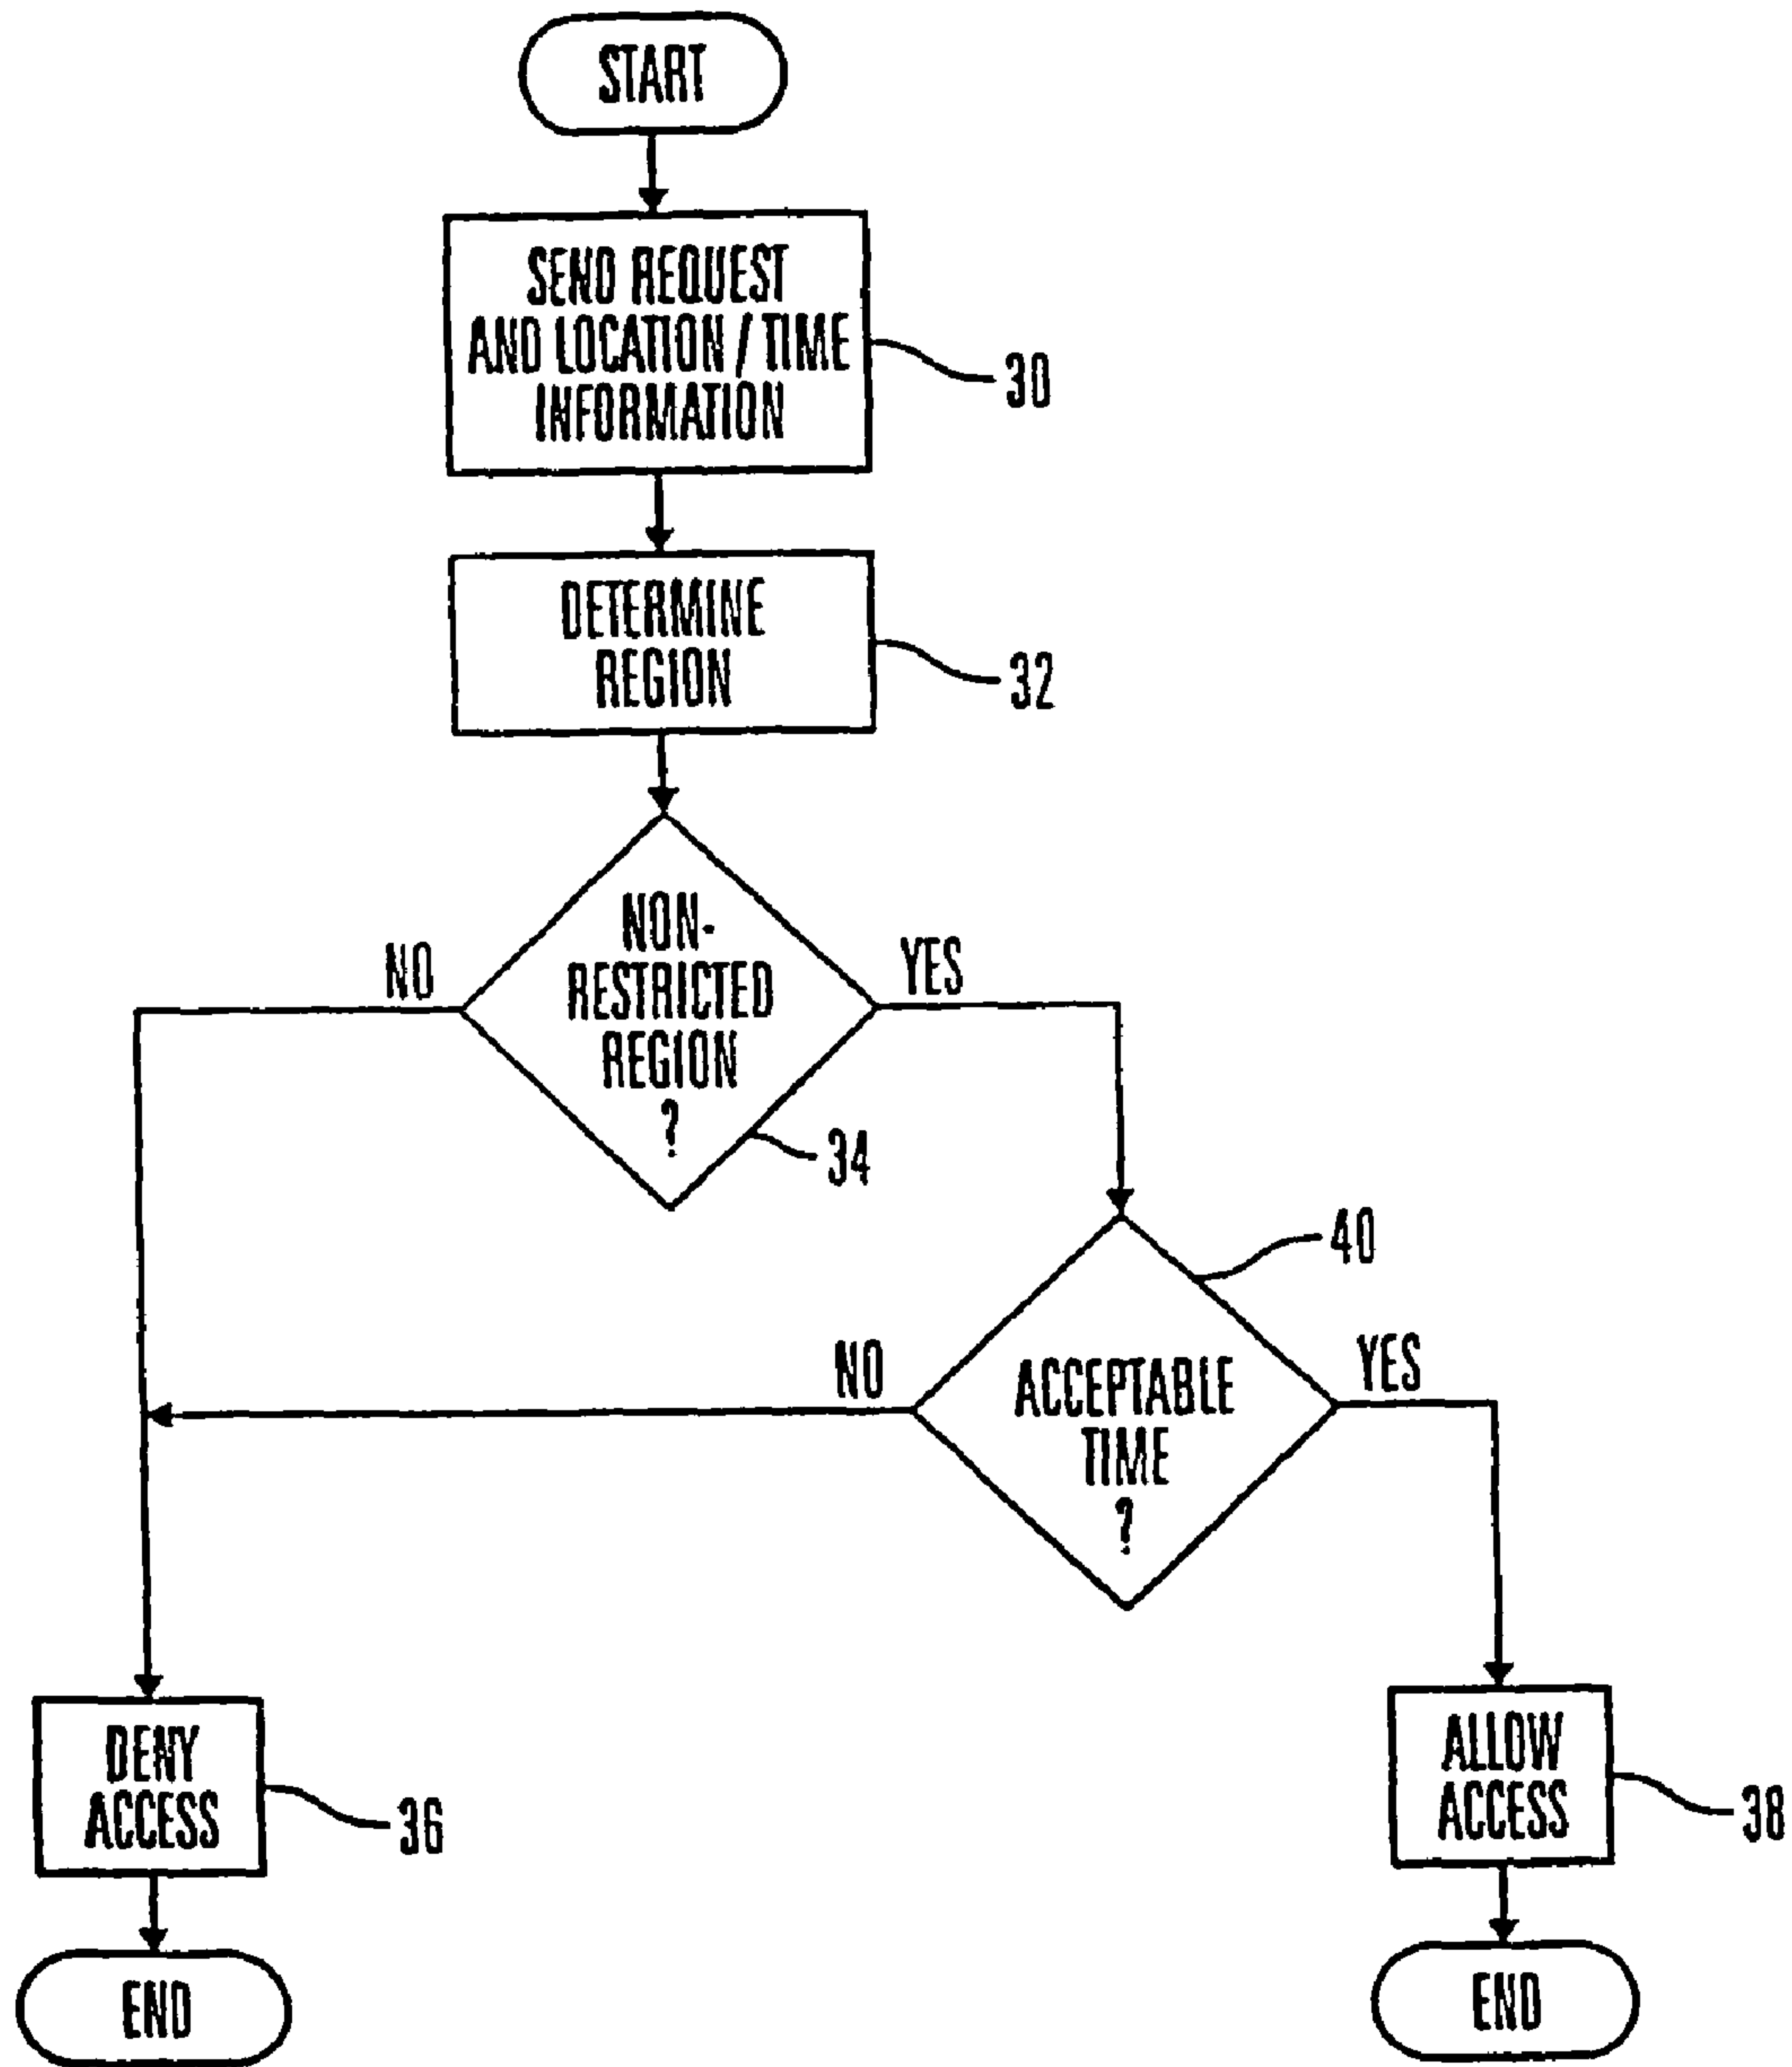 START
SEND REQUEST
AND LOCATION / TIME
INFORMATION
30
DETERMINE
REGION
32
NON-
RESTRICTED
REGION
?
NO
YES
34
40
ACCEPTABLE
TIME
?
NO
YES
DENY
ACCESS
36
ALLOW
ACCESS
38
END
END